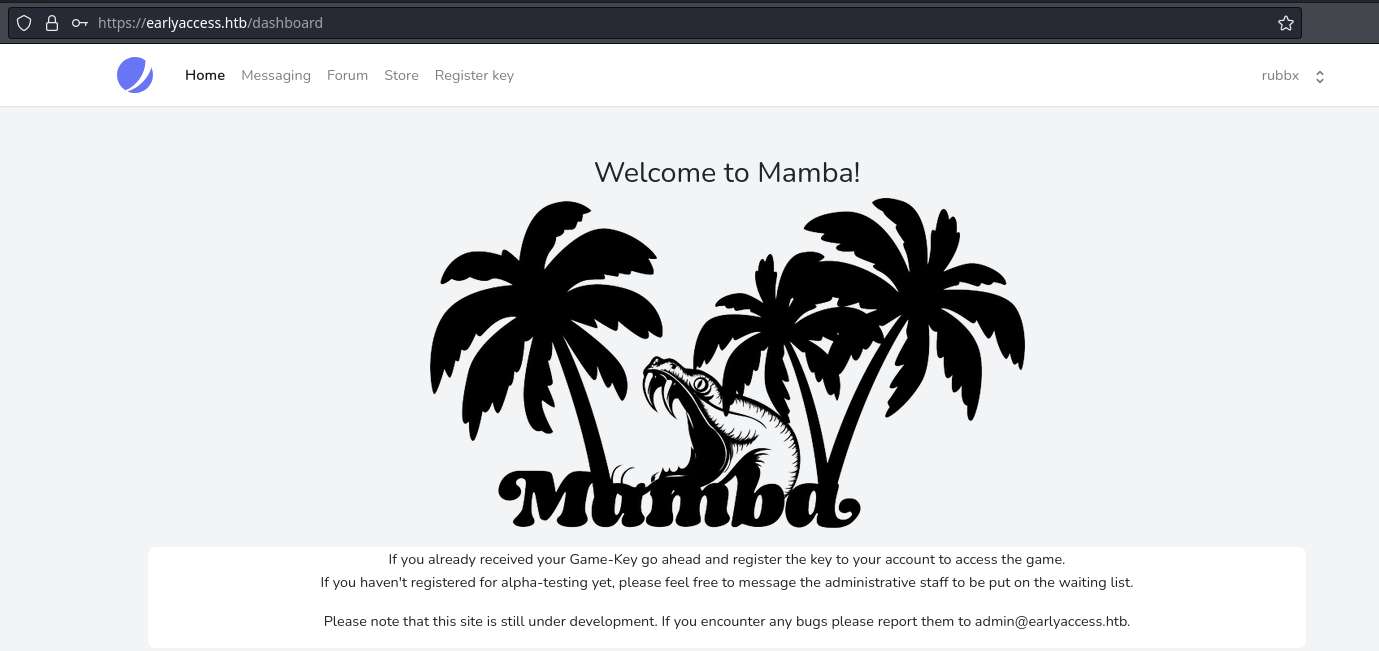 https://earlyaccess.htb/dashboard
Home Messaging Forum Store Register key rubbx
Welcome to Mamba!
Mamba
If you already received your Game-Key go ahead and register the key to your account to access the game.
If you haven't registered for alpha-testing yet, please feel free to message the administrative staff to be put on the waiting list.
Please note that this site is still under development. If you encounter any bugs please report them to admin@earlyaccess.htb.